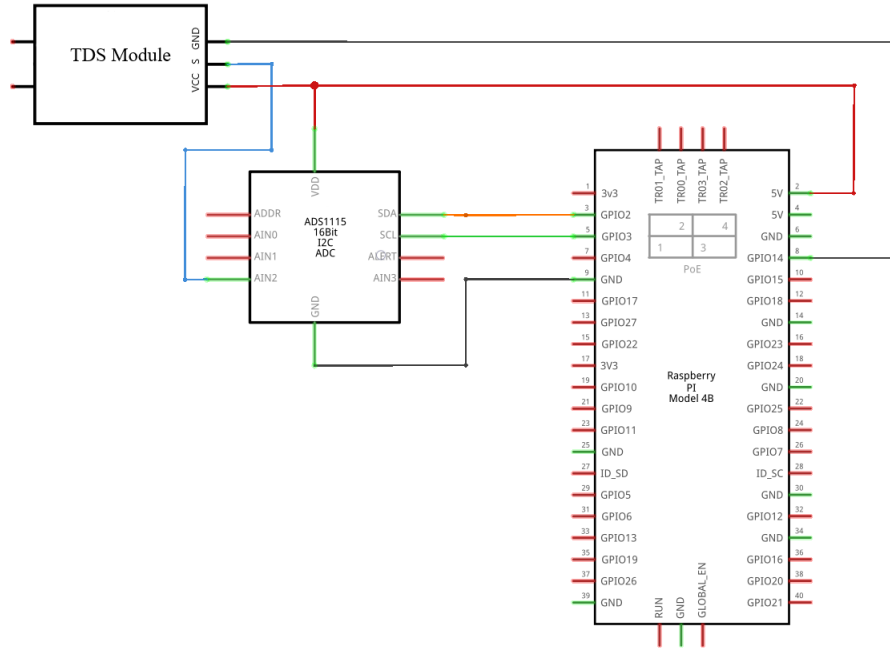 TDS Module
GND
S
VCC
VDD
ADDR
AIN0
AIN1
AIN2
ADS1115
16Bit
I2C
ADC
SDA
SCL
ALERT
AIN3
GND
TR01_TAP
TR00_TAP
TR03_TAP
TR02_TAP
2 4
1 3
PoE
1 3v3
3 GPIO2
5 GPIO3
7 GPIO4
9 GND
11 GPIO17
13 GPIO27
15 GPIO22
17 3V3
19 GPIO10
21 GPIO9
23 GPIO11
25 GND
27 ID_SD
29 GPIO5
31 GPIO6
33 GPIO13
35 GPIO19
37 GPIO26
39 GND
Raspberry
PI
Model 4B
5V 2
5V 4
GND 6
GPIO14 8
GPIO15 10
GPIO18 12
GND 14
GPIO23 16
GPIO24 18
GND 20
GPIO25 22
GPIO8 24
GPIO7 26
ID_SC 28
GND 30
GPIO12 32
GND 34
GPIO16 36
GPIO20 38
GPIO21 40
RUN
GND
GLOBAL_EN